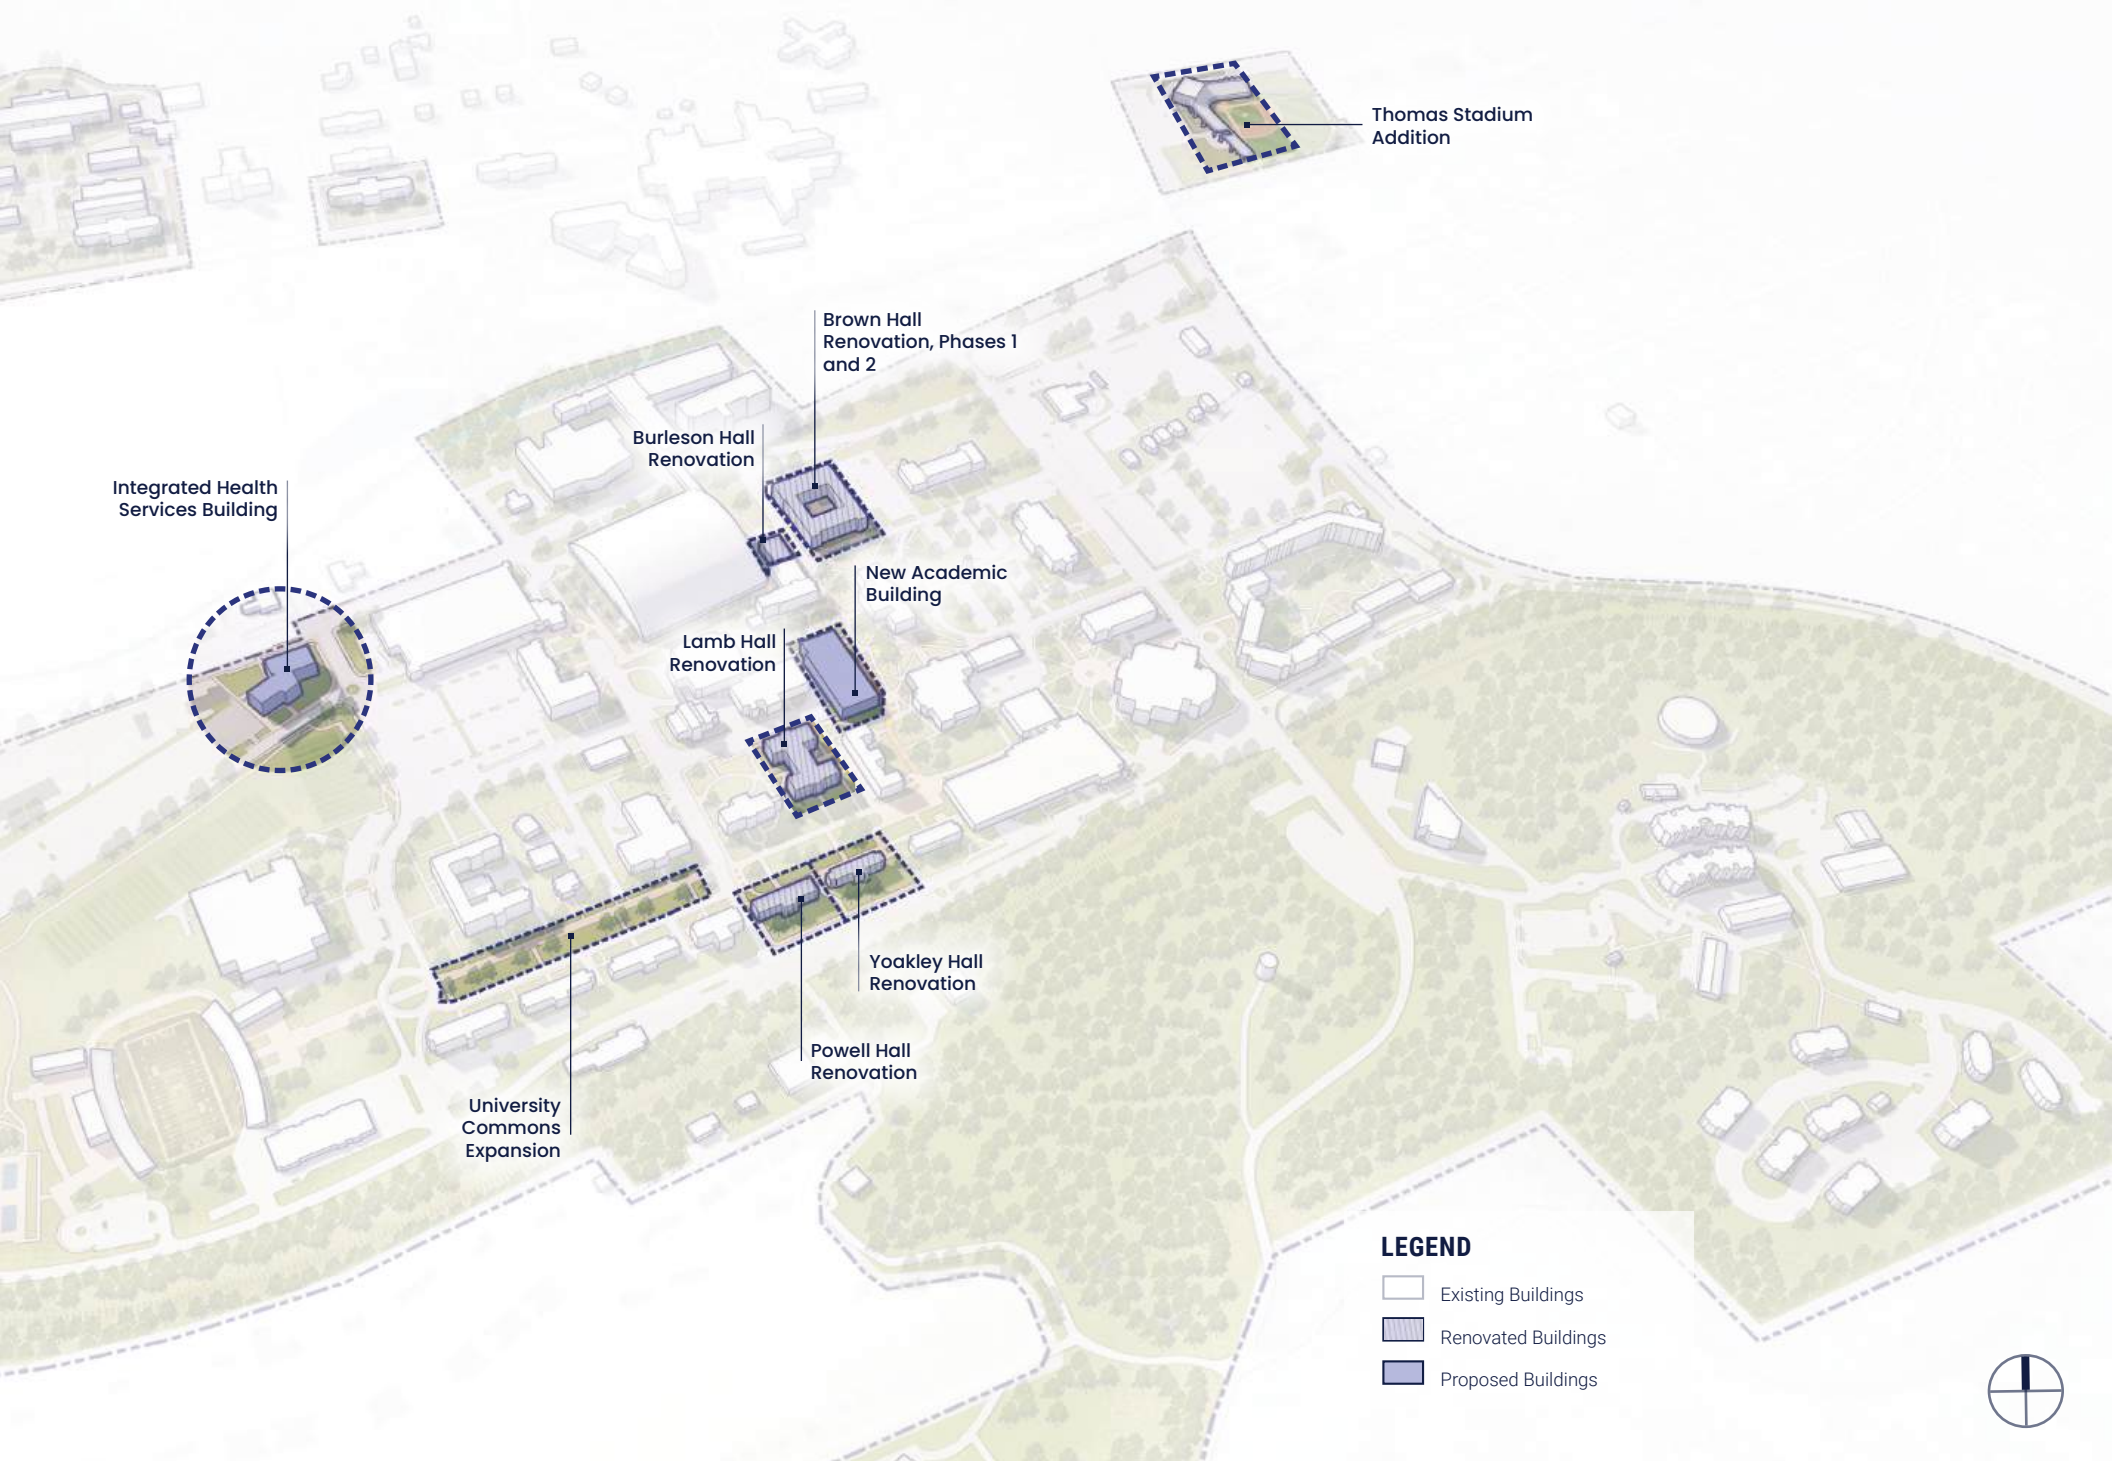 Thomas Stadium
Addition
Brown Hall
Renovation, Phases 1
and 2
Burleson Hall
Renovation
Integrated Health
Services Building
New Academic
Building
Lamb Hall
Renovation
Yoakley Hall
Renovation
Powell Hall
Renovation
University
Commons
Expansion
LEGEND
Existing Buildings
Renovated Buildings
Proposed Buildings